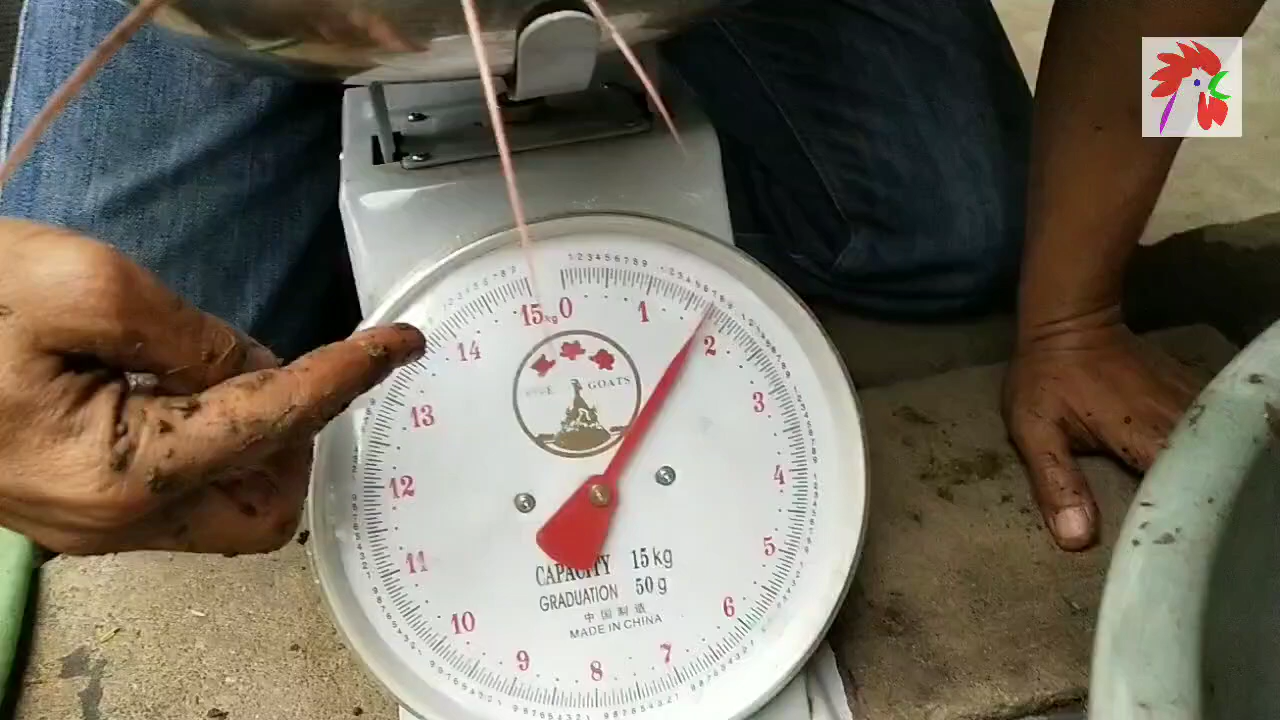 15kg 0
1
2
3
4
5
6
7
8
9
10
11
12
13
14
FIVE GOATS
CAPACITY 15kg
GRADUATION 50g
中国制造
MADE IN CHINA